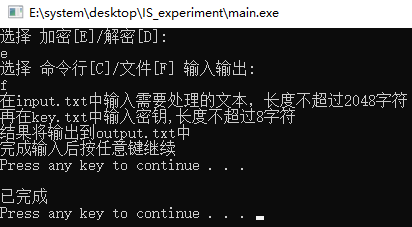 E:\system\desktop\IS_experiment\main.exe
选择 加密[E]/解密[D]:
e
选择 命令行[C]/文件[F] 输入输出:
f
在input.txt中输入需要处理的文本，长度不超过2048字符
再在key.txt中输入密钥,长度不超过8字符
结果将输出到output.txt中
完成输入后按任意键继续
Press any key to continue . . .
已完成
Press any key to continue . . .